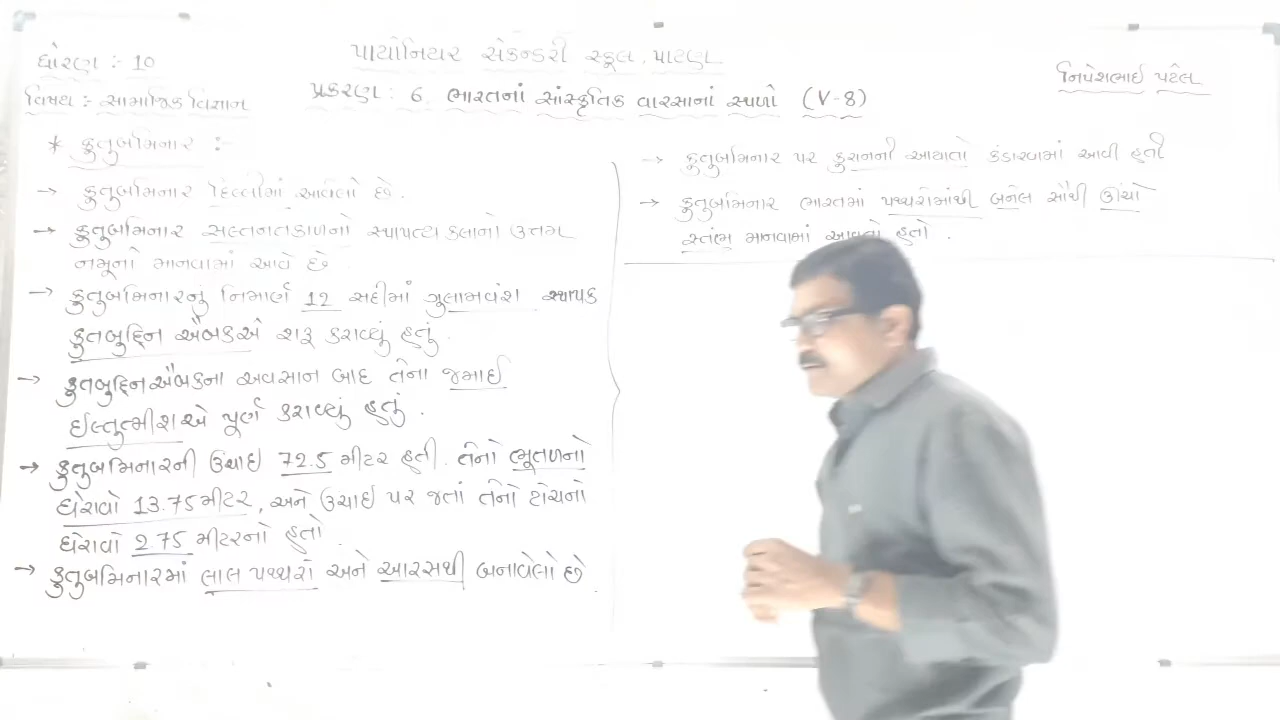 ધોરણ :- 10
પાયોનિયર સેકન્ડરી સ્કૂલ, પાટણ
નિપેશભાઈ પટેલ
વિષય :- સામાજિક વિજ્ઞાન
પ્રકરણ : 6. ભારતનાં સાંસ્કૃતિક વારસાનાં સ્થળો (V-8)
* કુતુબમિનાર :-
→ કુતુબમિનાર દિલ્લીમાં આવેલો છે.
→ કુતુબમિનાર સલ્તનતકાળનો સ્થાપત્ય કલાનો ઉત્તમ
નમૂનો માનવામાં આવે છે.
→ કુતુબમિનારનું નિમાર્ણ 12 સદીમાં ગુલામવંશ સ્થાપક
કુતબુદ્દિન ઐબકએ શરૂ કરાવ્યું હતું.
→ કુતબુદ્દિન ઐબકના અવસાન બાદ તેના જમાઈ
ઈલ્તુત્મીશએ પૂર્ણ કરાવ્યું હતું.
→ કુતુબમિનારની ઉંચાઈ 72.5 મીટર હતી. તેનો ભૂતળનો
ઘેરાવો 13.75 મીટર, અને ઉંચાઈ પર જતાં તેનો ટોચનો
ઘેરાવો 2.75 મીટરનો હતો.
→ કુતુબમિનારમાં લાલ પથ્થરો અને આરસથી બનાવેલો છે.
→ કુતુબમિનાર પર કુરાનની આયાતો કંડારવામાં આવી હતી
→ કુતુબમિનાર ભારતમાં પથ્થરોમાંથી બનેલ સૌથી ઊંચો
સ્તંભ માનવામાં આવતો હતો.